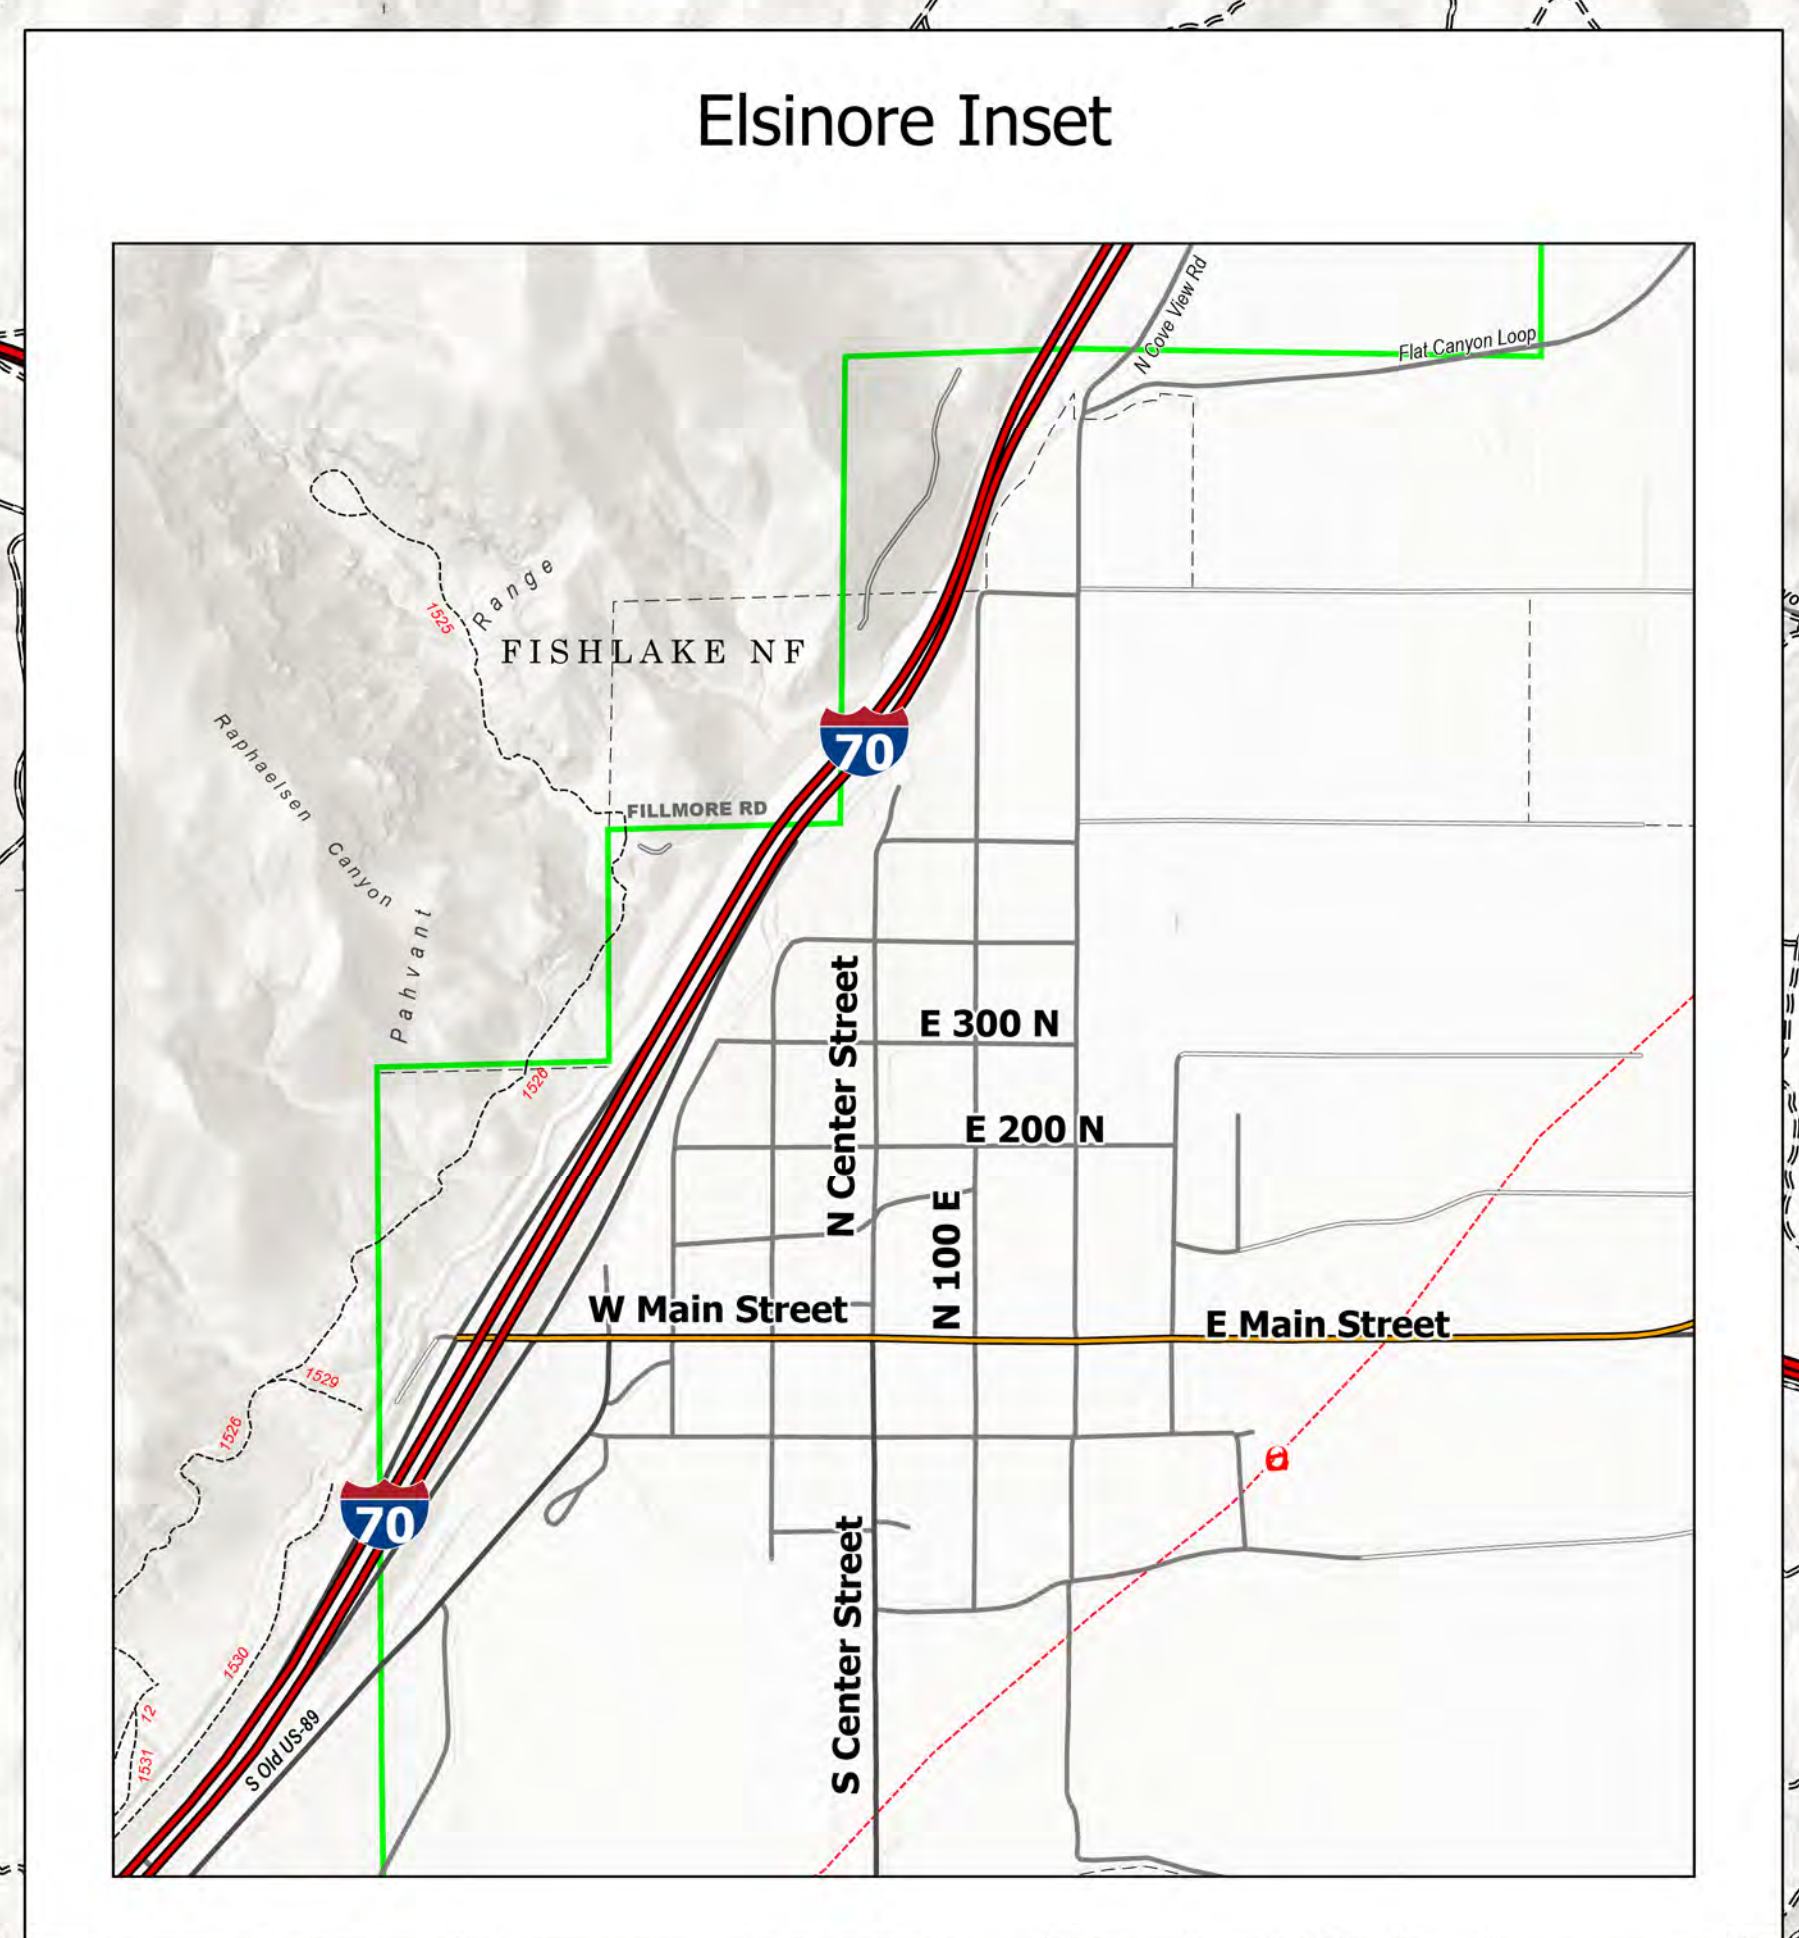 Elsinore Inset
N Cove View Rd
Flat Canyon Loop
Range
1525
FISHLAKE NF
Raphaelsen Canyon
70
FILLMORE RD
Pahvant
N Center Street
E 300 N
1526
E 200 N
N 100 E
W Main Street
E Main Street
1529
1526
70
S Center Street
1530
12
1531
S Old US-89